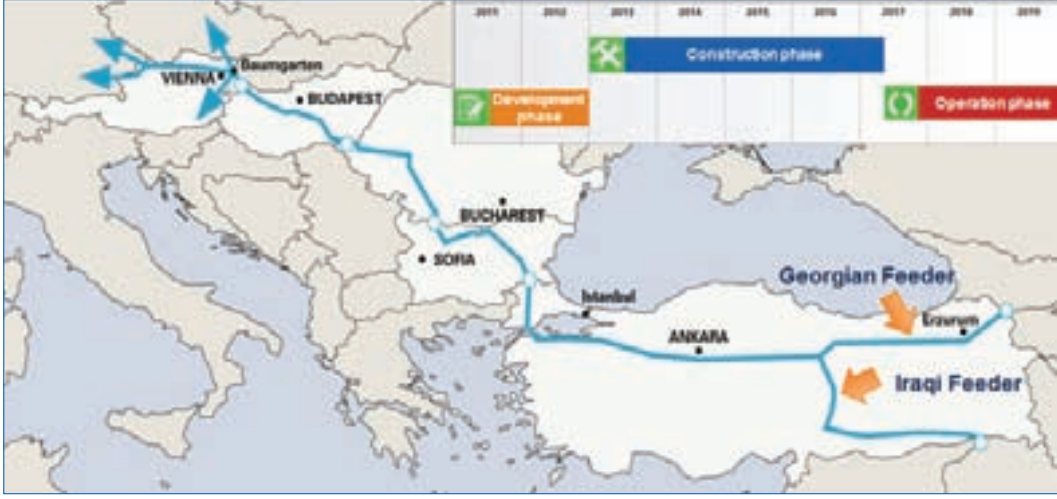 2011 2012 2013 2014 2015 2016 2017 2018 2019
Construction phase
Development
phase
Operation phase
Baumgarten
VIENNA
BUDAPEST
BUCHAREST
SOFIA
Georgian Feeder
Istanbul
Erzurum
ANKARA
Iraqi Feeder